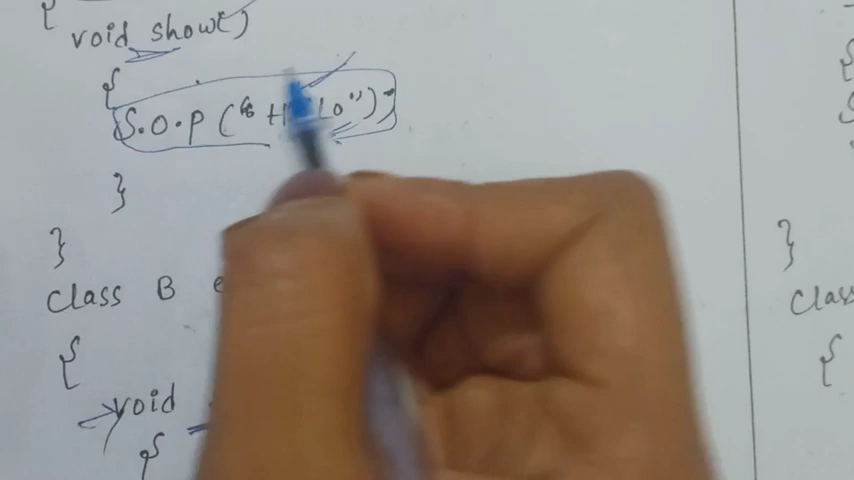 {
void show()
{
S.O.P ("Hello");
}
}
class B
{
void
{
{
}
class
{